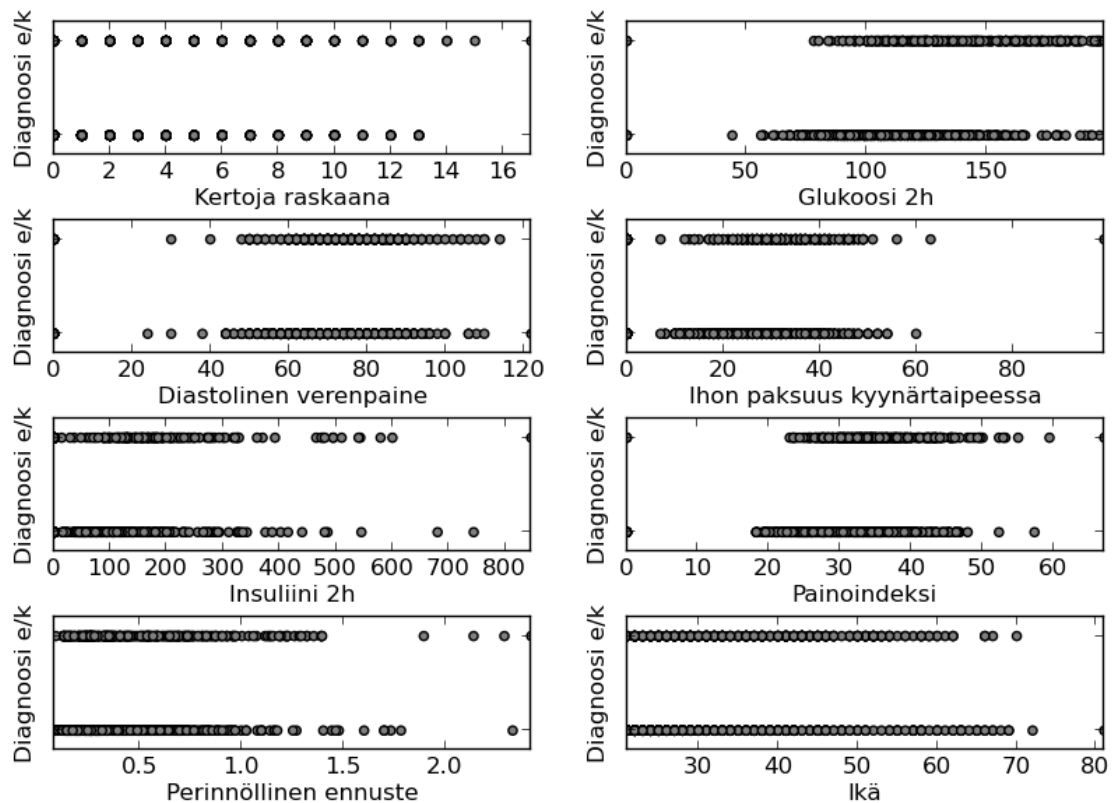 Diagnoosi e/k
0 2 4 6 8 10 12 14 16
Kertoja raskaana
Diagnoosi e/k
0 50 100 150
Glukoosi 2h
Diagnoosi e/k
0 20 40 60 80 100 120
Diastolinen verenpaine
Diagnoosi e/k
0 20 40 60 80
Ihon paksuus kyynärtaipeessa
Diagnoosi e/k
0 100 200 300 400 500 600 700 800
Insuliini 2h
Diagnoosi e/k
0 10 20 30 40 50 60
Painoindeksi
Diagnoosi e/k
0.5 1.0 1.5 2.0
Perinnöllinen ennuste
Diagnoosi e/k
30 40 50 60 70 80
Ikä